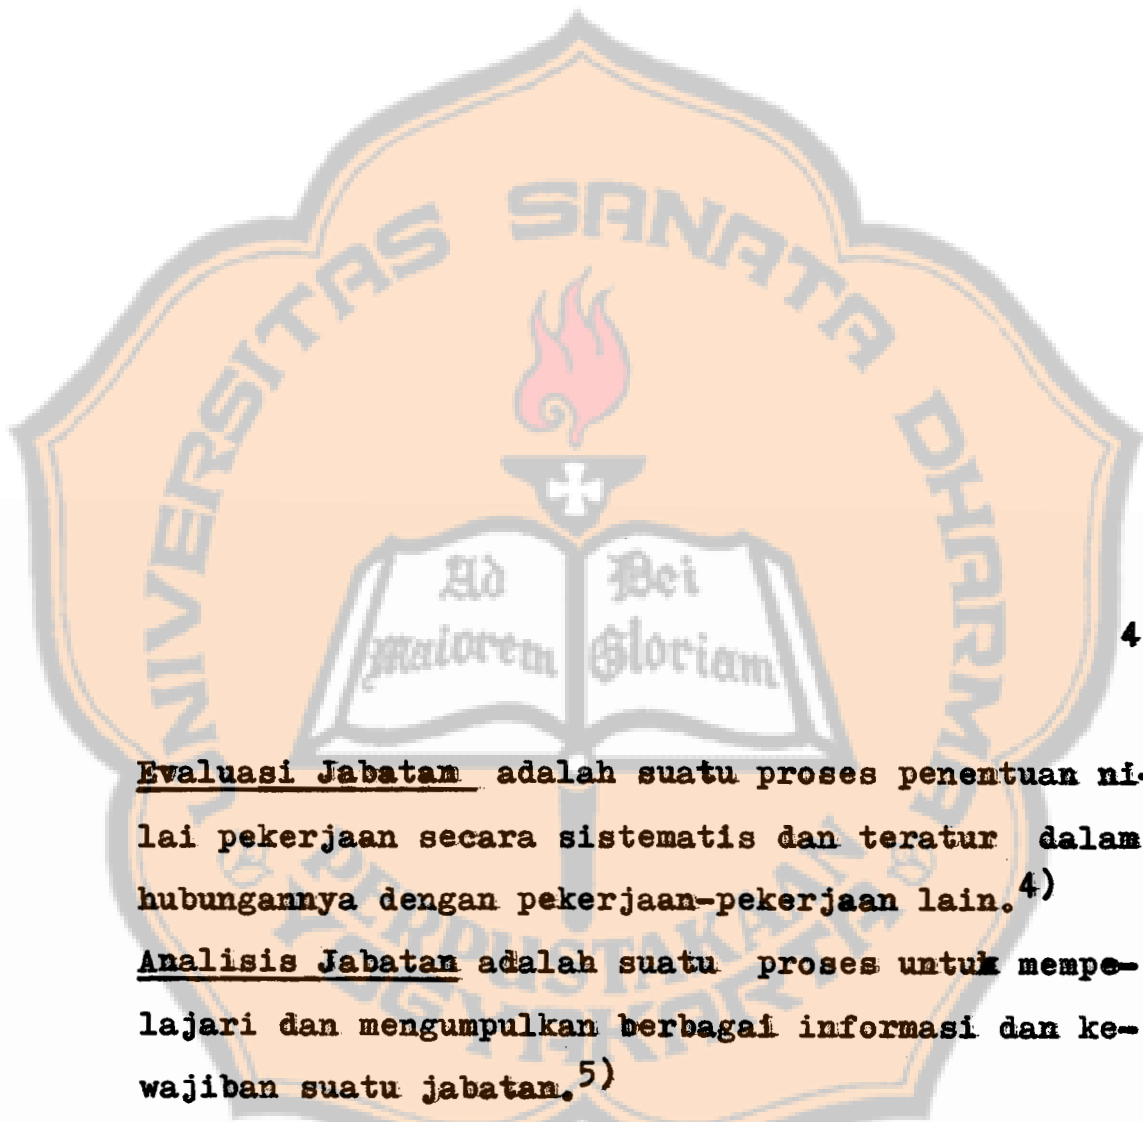 UNIVERSITAS SANATA DHARMA
Ad Dei
Maiorem Gloriam
4
Evaluasi Jabatan adalah suatu proses penentuan ni-
lai pekerjaan secara sistematis dan teratur dalam
hubungannya dengan pekerjaan-pekerjaan lain.4)
Analisis Jabatan adalah suatu proses untuk mempe-
lajari dan mengumpulkan berbagai informasi dan ke-
wajiban suatu jabatan.5)
PERPUSTAKAAN
YOGYAKARTA